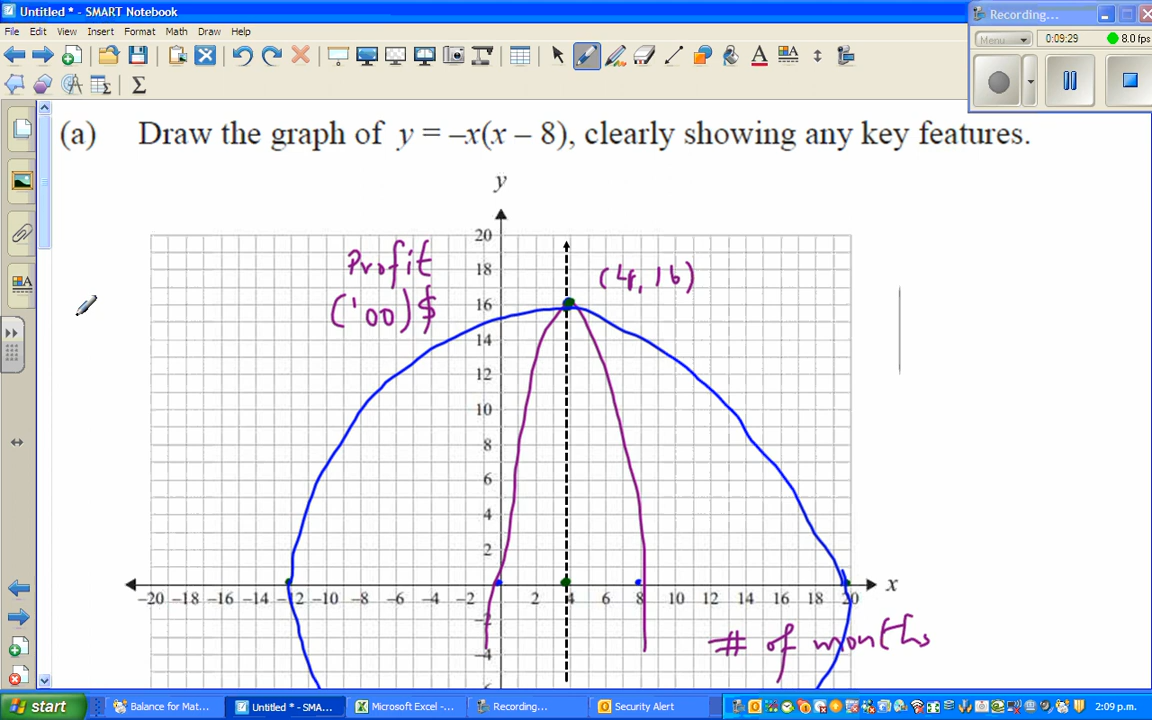 Untitled * - SMART Notebook
Recording...
File Edit View Insert Format Math Draw Help
Menu
0:09:29
8.0 fps
(a) Draw the graph of y = –x(x – 8), clearly showing any key features.
y
20
Profit
(4, 16)
18
('00) $
16
14
12
10
8
6
4
2
x
−20 −18 −16 −14 −12 −10 −8 −6 −4 −2 2 4 6 8 10 12 14 16 18 20
−2
# of months
−4
start
Balance for Mat...
Untitled * - SMA...
Microsoft Excel - ...
Recording...
Security Alert
2:09 p.m.